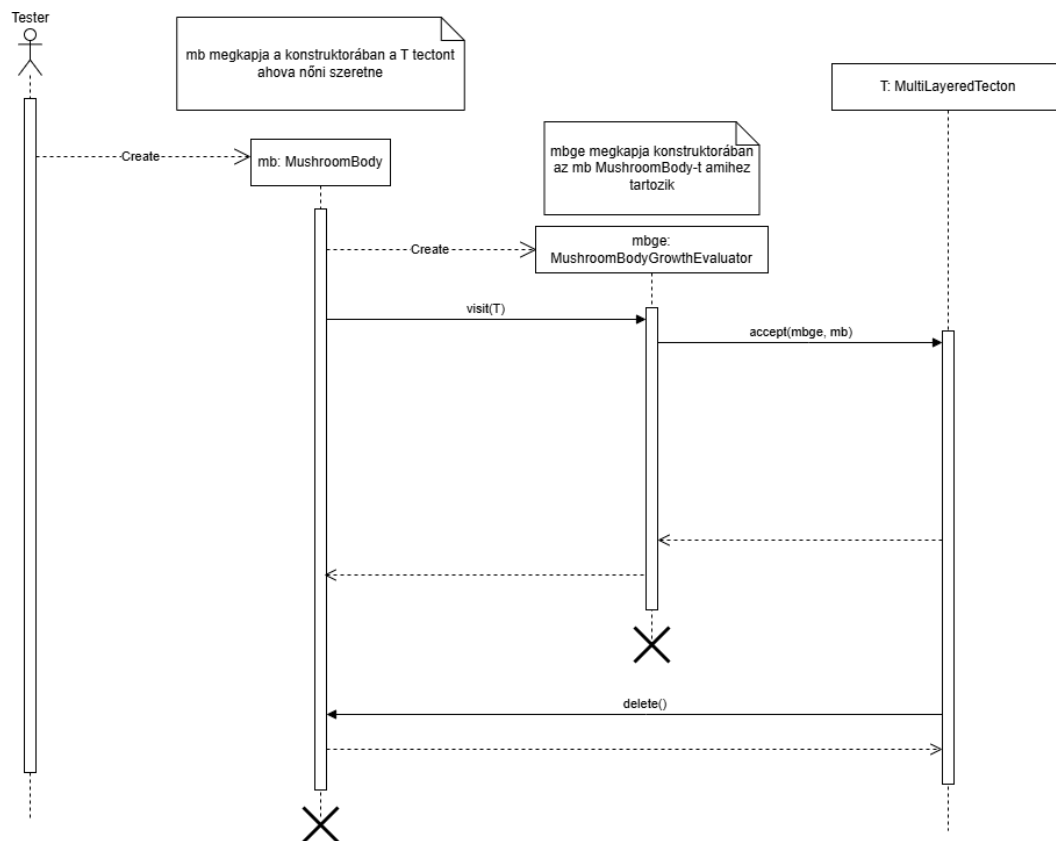 Tester
mb megkapja a konstruktorában a T tectont
ahova nőni szeretne
T: MultiLayeredTecton
Create
mb: MushroomBody
mbge megkapja konstruktorában
az mb MushroomBody-t amihez
tartozik
Create
mbge:
MushroomBodyGrowthEvaluator
visit(T)
accept(mbge, mb)
delete()